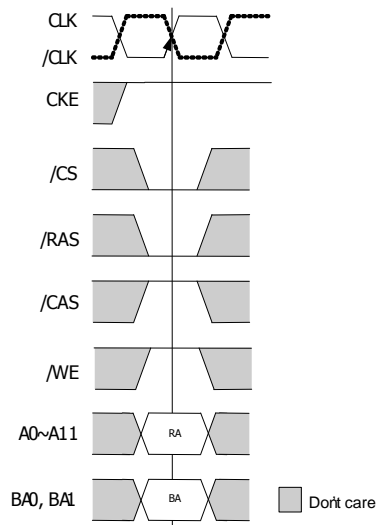 CLK
/CLK
CKE
/CS
/RAS
/CAS
/WE
A0~A11
RA
BA0, BA1
BA
Don't care